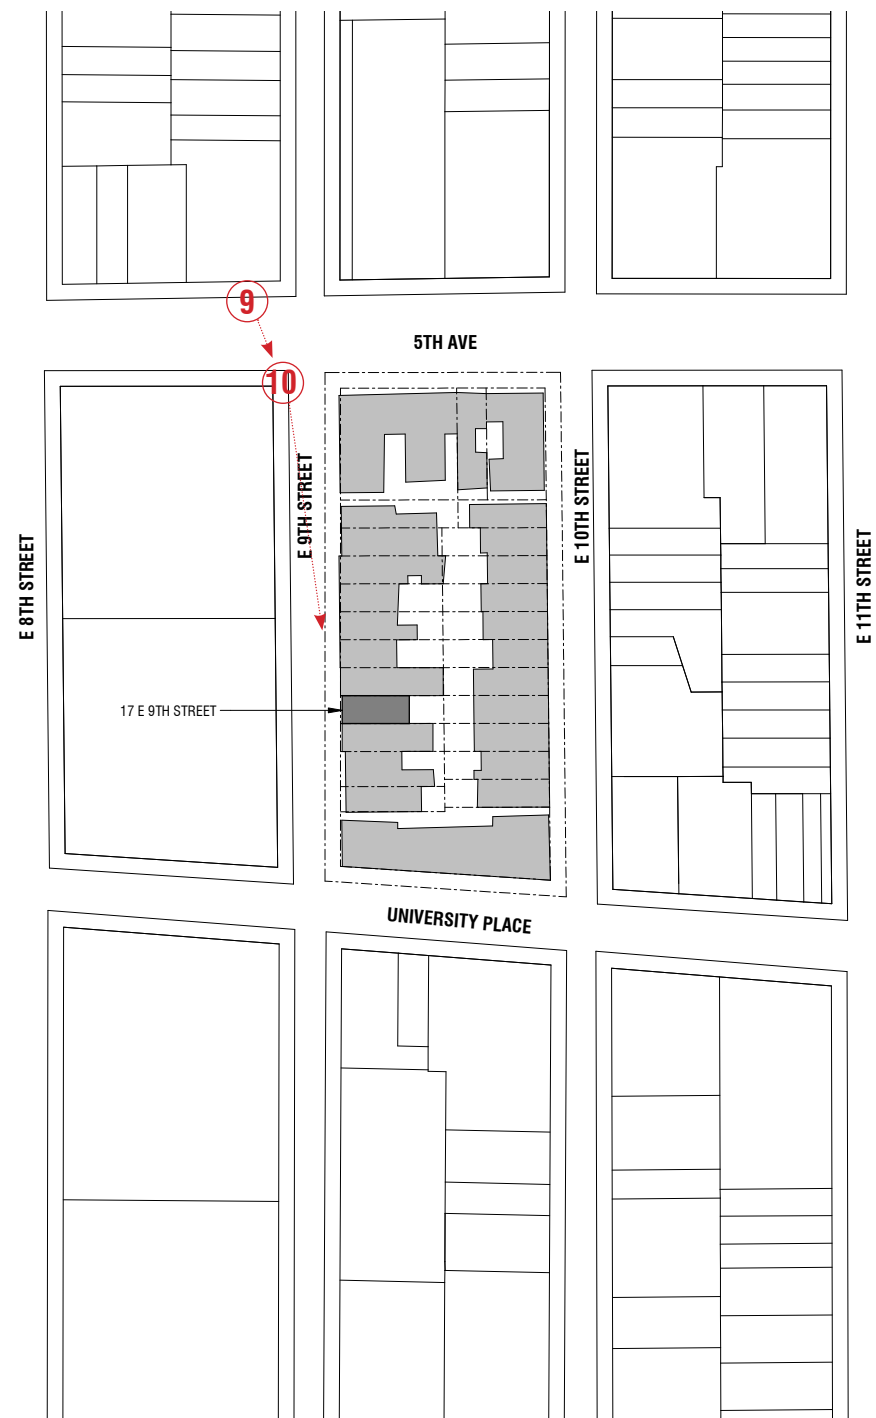 9
5TH AVE
10
E 9TH STREET
E 10TH STREET
E 8TH STREET
E 11TH STREET
17 E 9TH STREET
UNIVERSITY PLACE